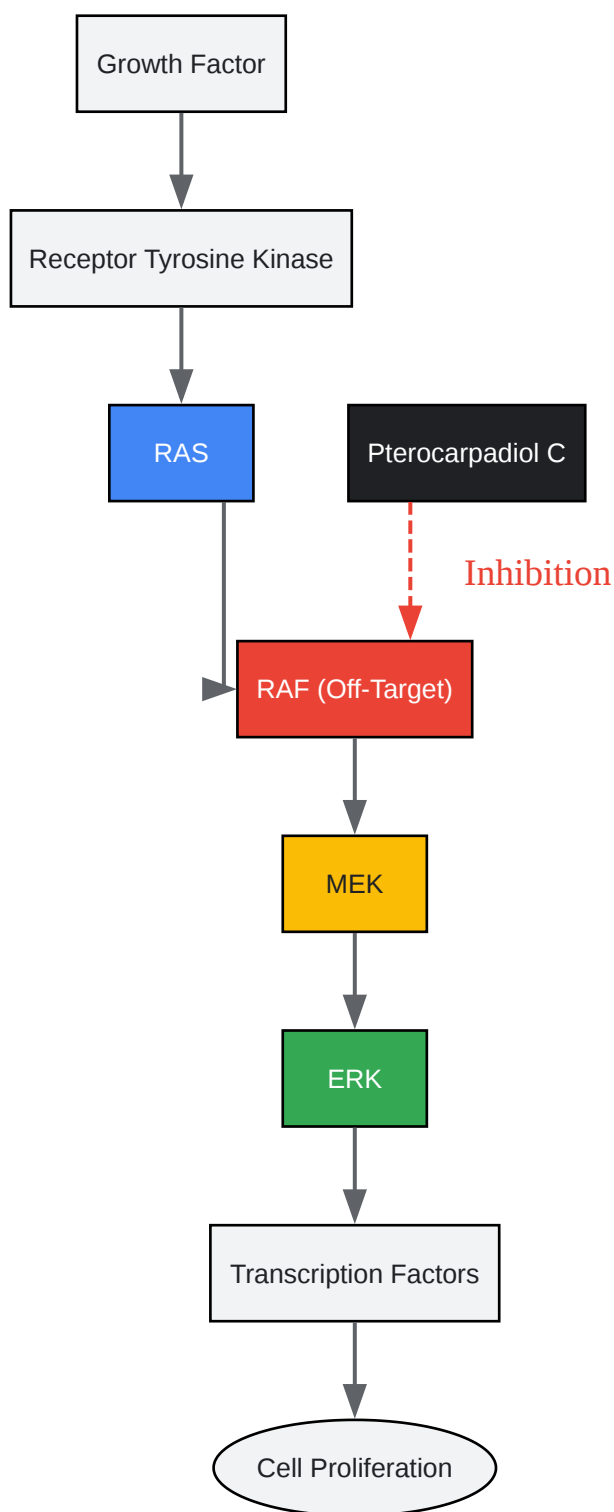 Growth Factor
Receptor Tyrosine Kinase
RAS
Pterocarpadiol C
Inhibition
RAF (Off-Target)
MEK
ERK
Transcription Factors
Cell Proliferation